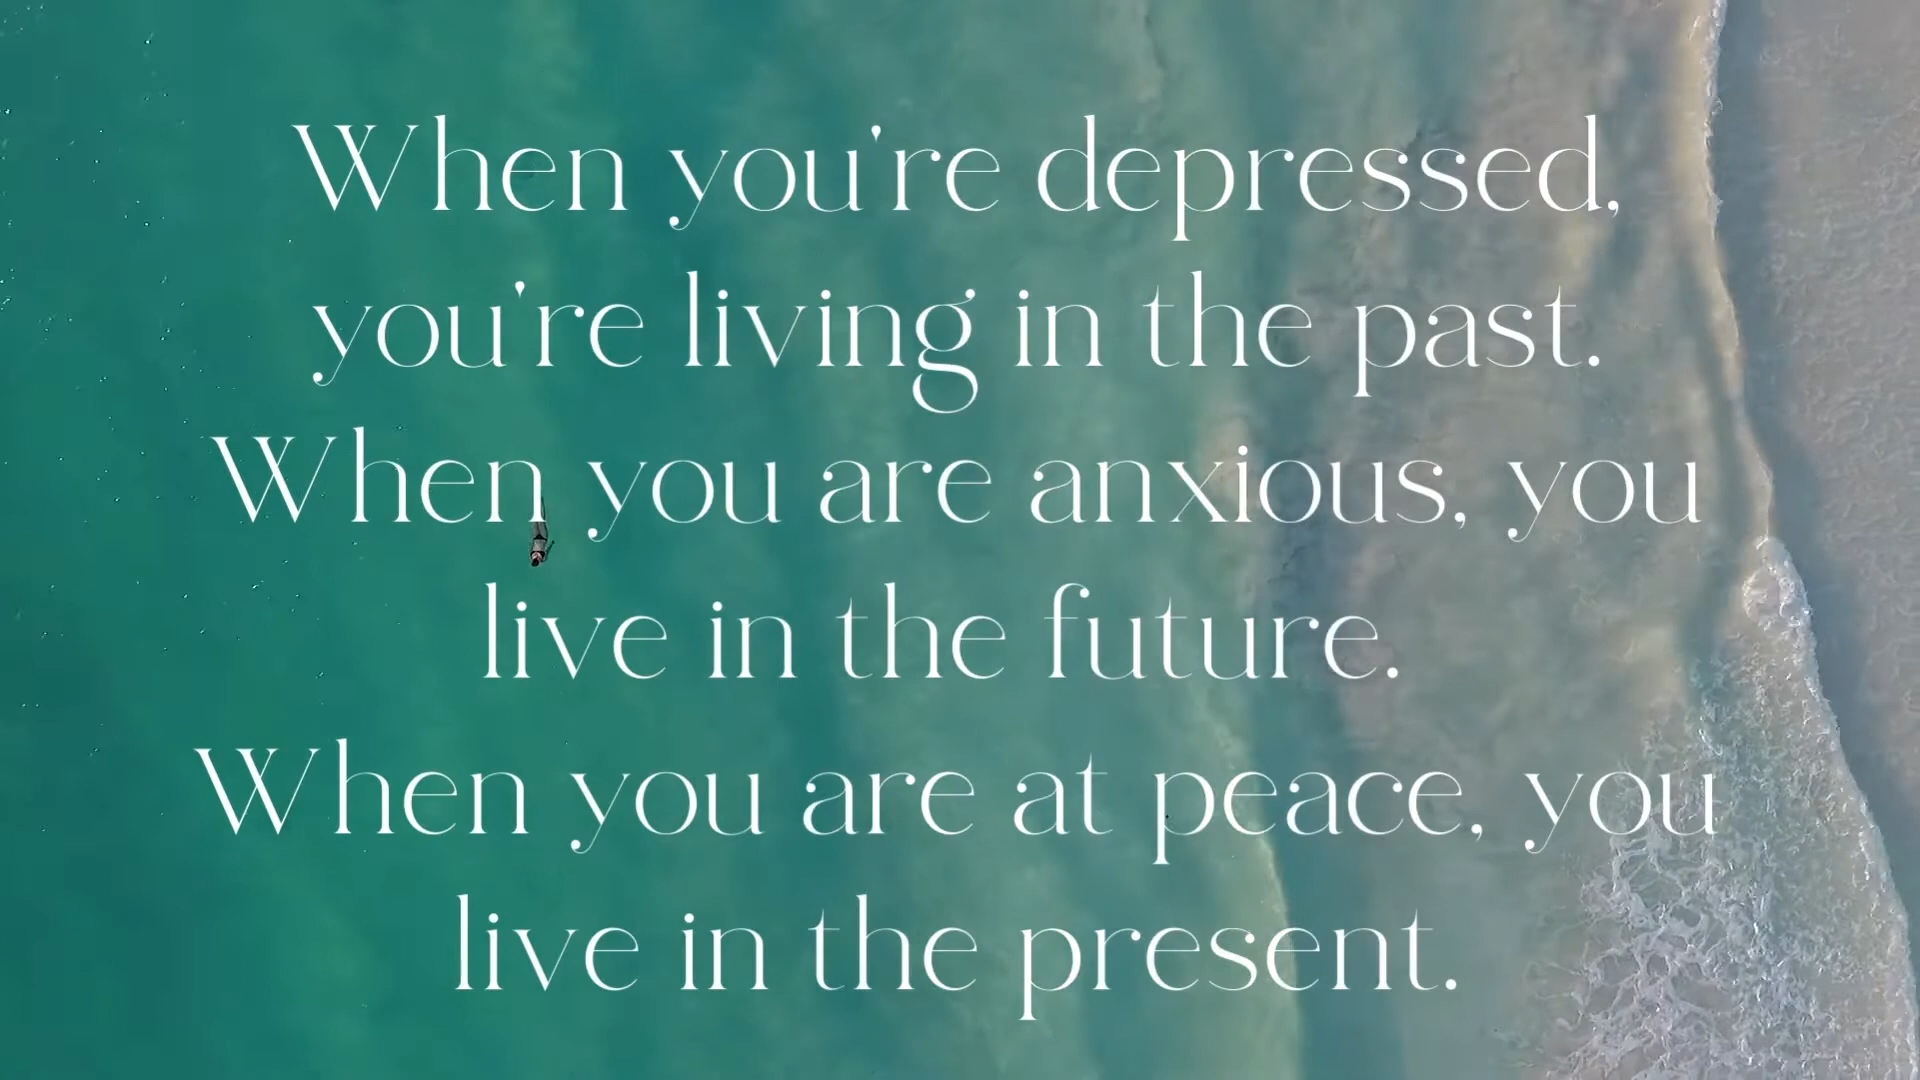 When you're depressed,
you're living in the past.
When you are anxious, you
live in the future.
When you are at peace, you
live in the present.